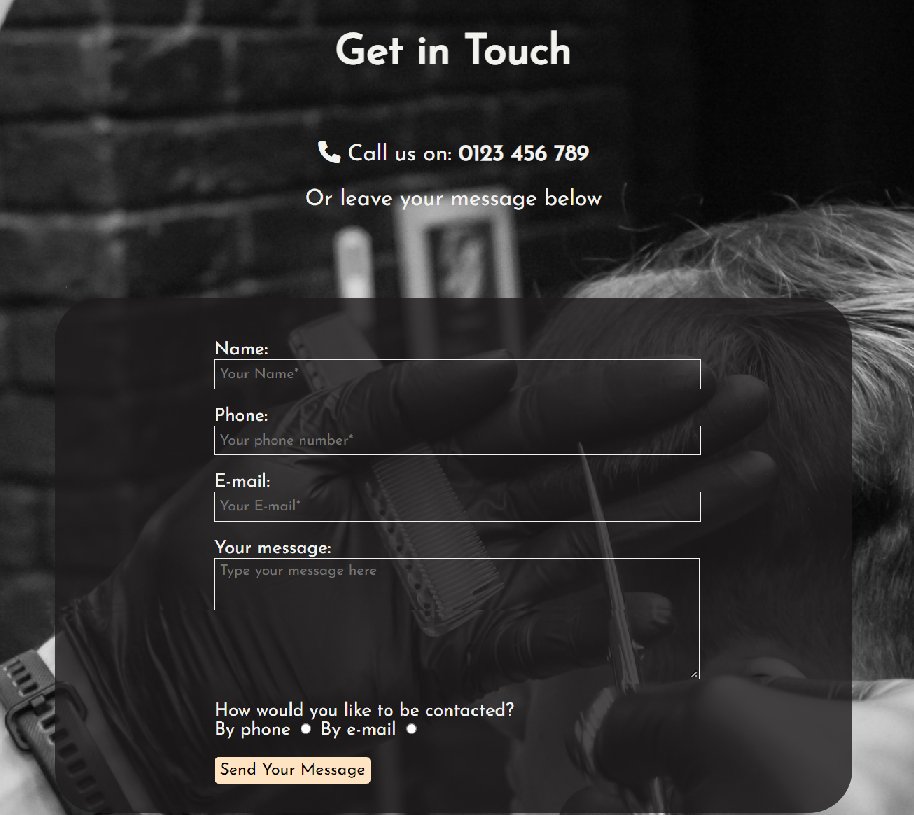 Get in Touch
Call us on: 0123 456 789
Or leave your message below
Name:
Your Name*
Phone:
Your phone number*
E-mail:
Your E-mail*
Your message:
Type your message here
How would you like to be contacted?
By phone By e-mail
Send Your Message